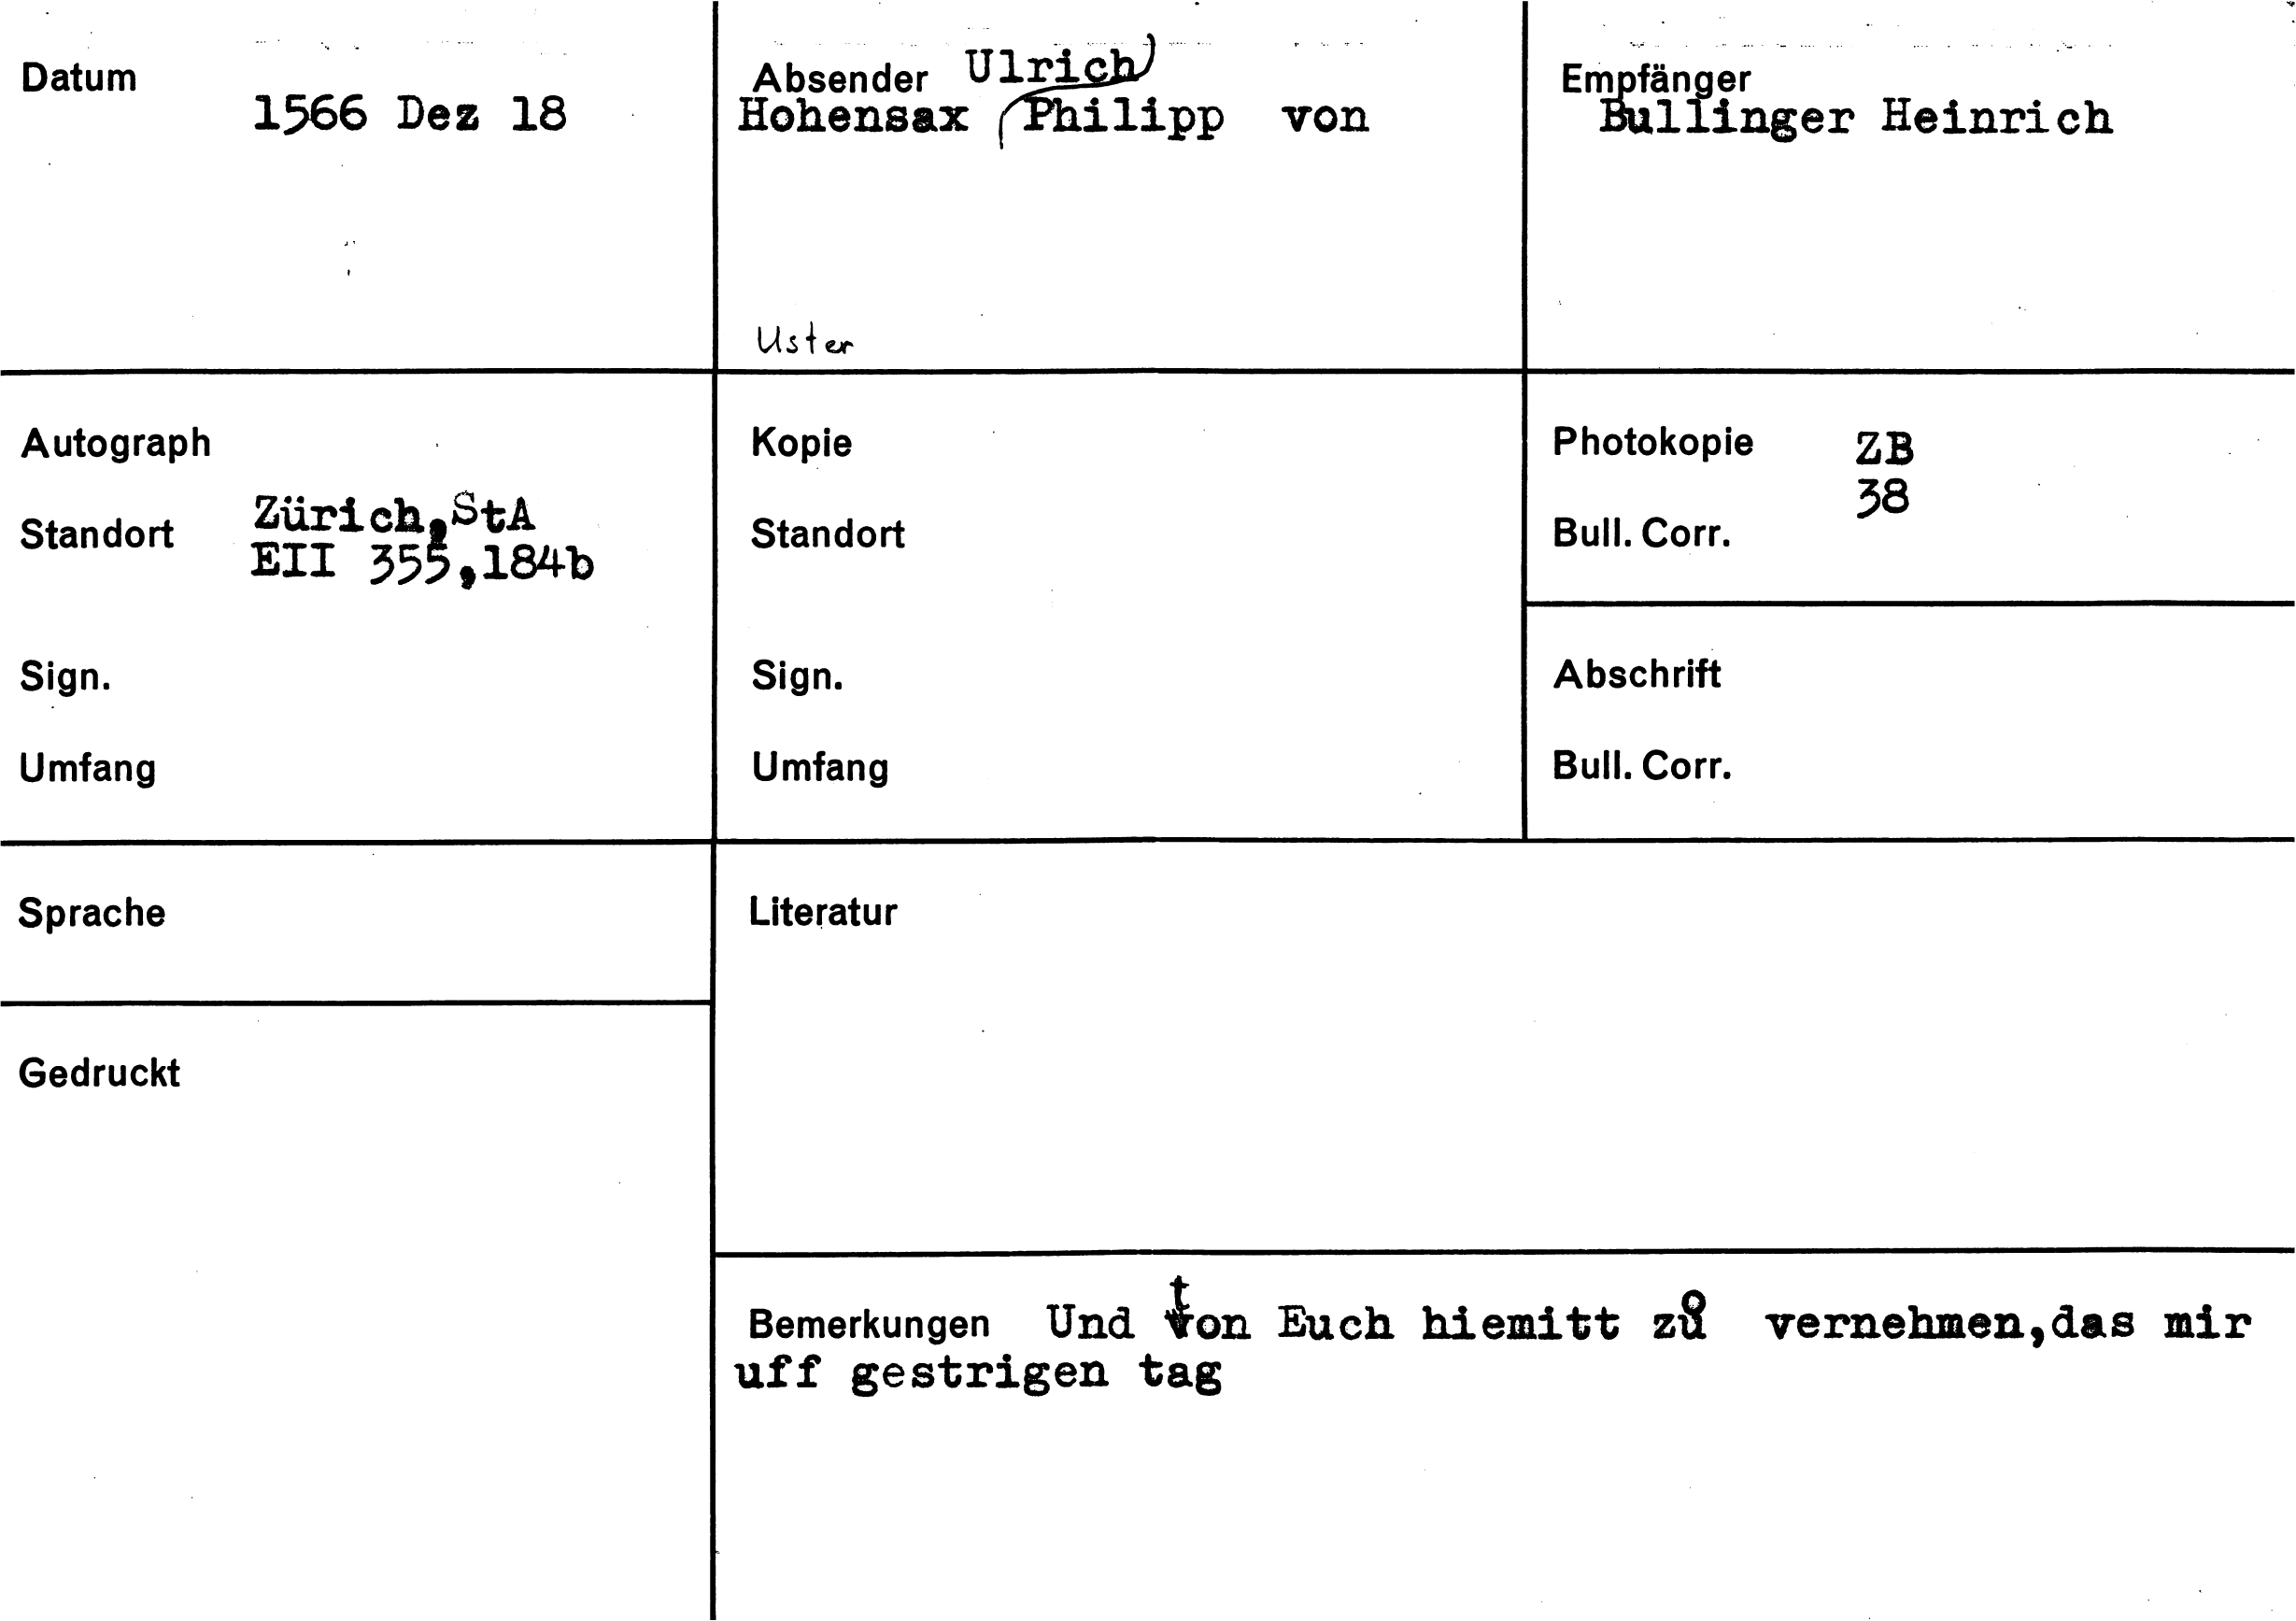 Datum
1566 Dez 18
Absender Ulrich
Hohensax Philipp von
Uster
Empfänger
Bullinger Heinrich
Autograph
Standort Zürich,StA
EII 355,184b
Sign.
Umfang
Kopie
Standort
Sign.
Umfang
Photokopie ZB
38
Bull. Corr.
Abschrift
Bull. Corr.
Sprache
Gedruckt
Literatur
Bemerkungen Und von Euch hiemitt zů vernehmen,das mir
uff gestrigen tag